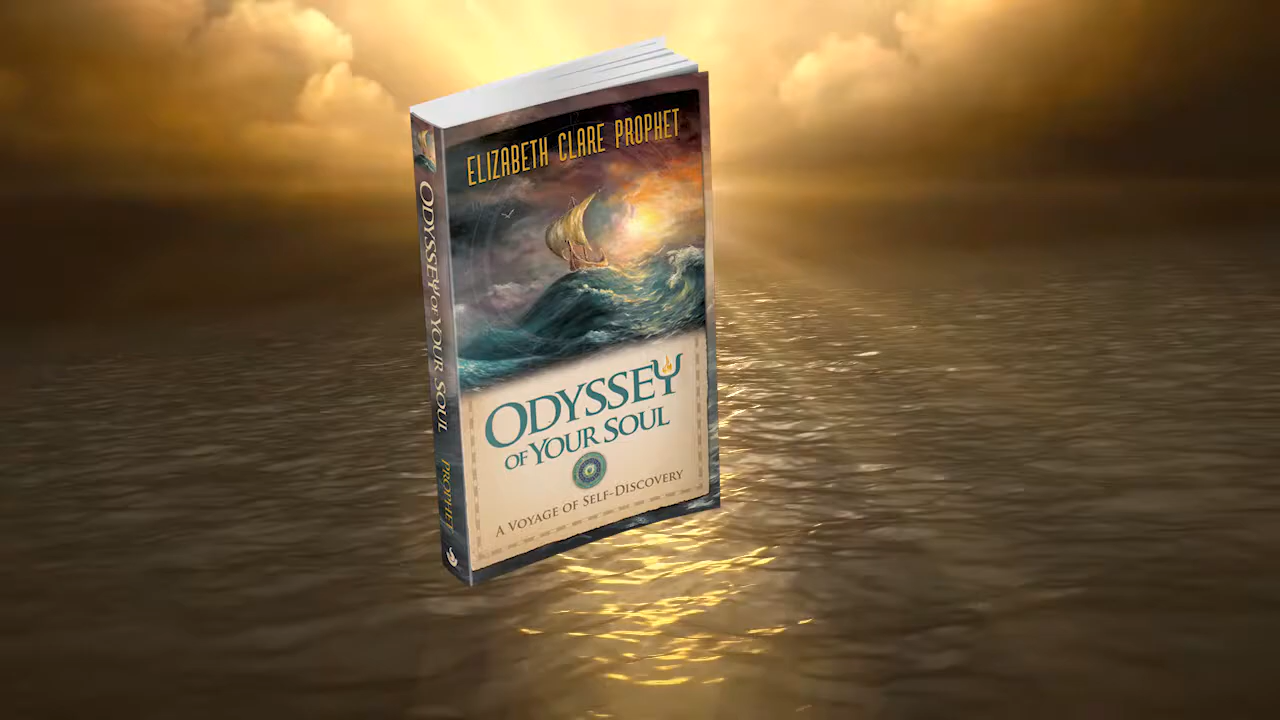 ELIZABETH CLARE PROPHET
ODYSSEY
OF YOUR SOUL
A VOYAGE OF SELF-DISCOVERY
ODYSSEY OF YOUR SOUL
PROPHET